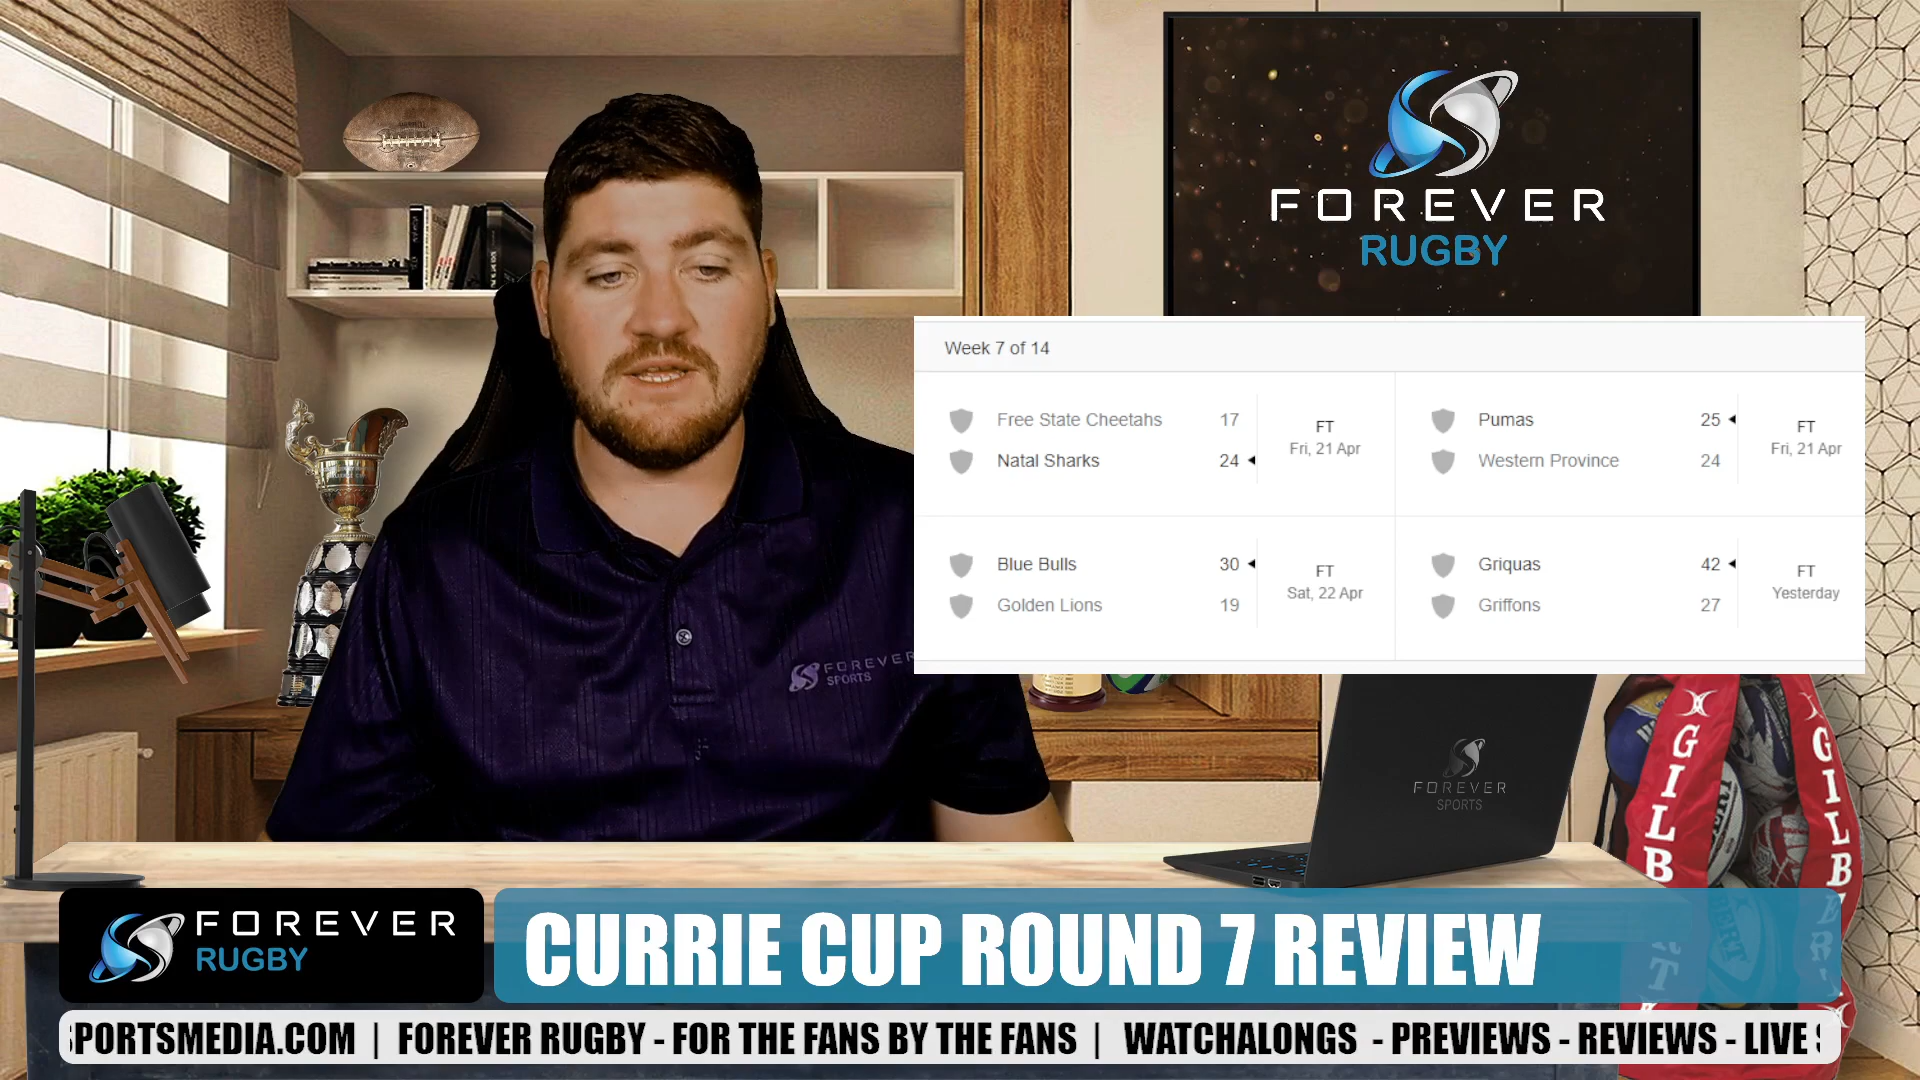 FOREVER
RUGBY
Week 7 of 14
Free State Cheetahs 17
Natal Sharks 24
FT
Fri, 21 Apr
Pumas 25
Western Province 24
FT
Fri, 21 Apr
Blue Bulls 30
Golden Lions 19
FT
Sat, 22 Apr
Griquas 42
Griffons 27
FT
Yesterday
FOREVER
SPORTS
FOREVER
SPORTS
GILB
GILBER
FOREVER
RUGBY
CURRIE CUP ROUND 7 REVIEW
SPORTSMEDIA.COM | FOREVER RUGBY - FOR THE FANS BY THE FANS | WATCHALONGS - PREVIEWS - REVIEWS - LIVE